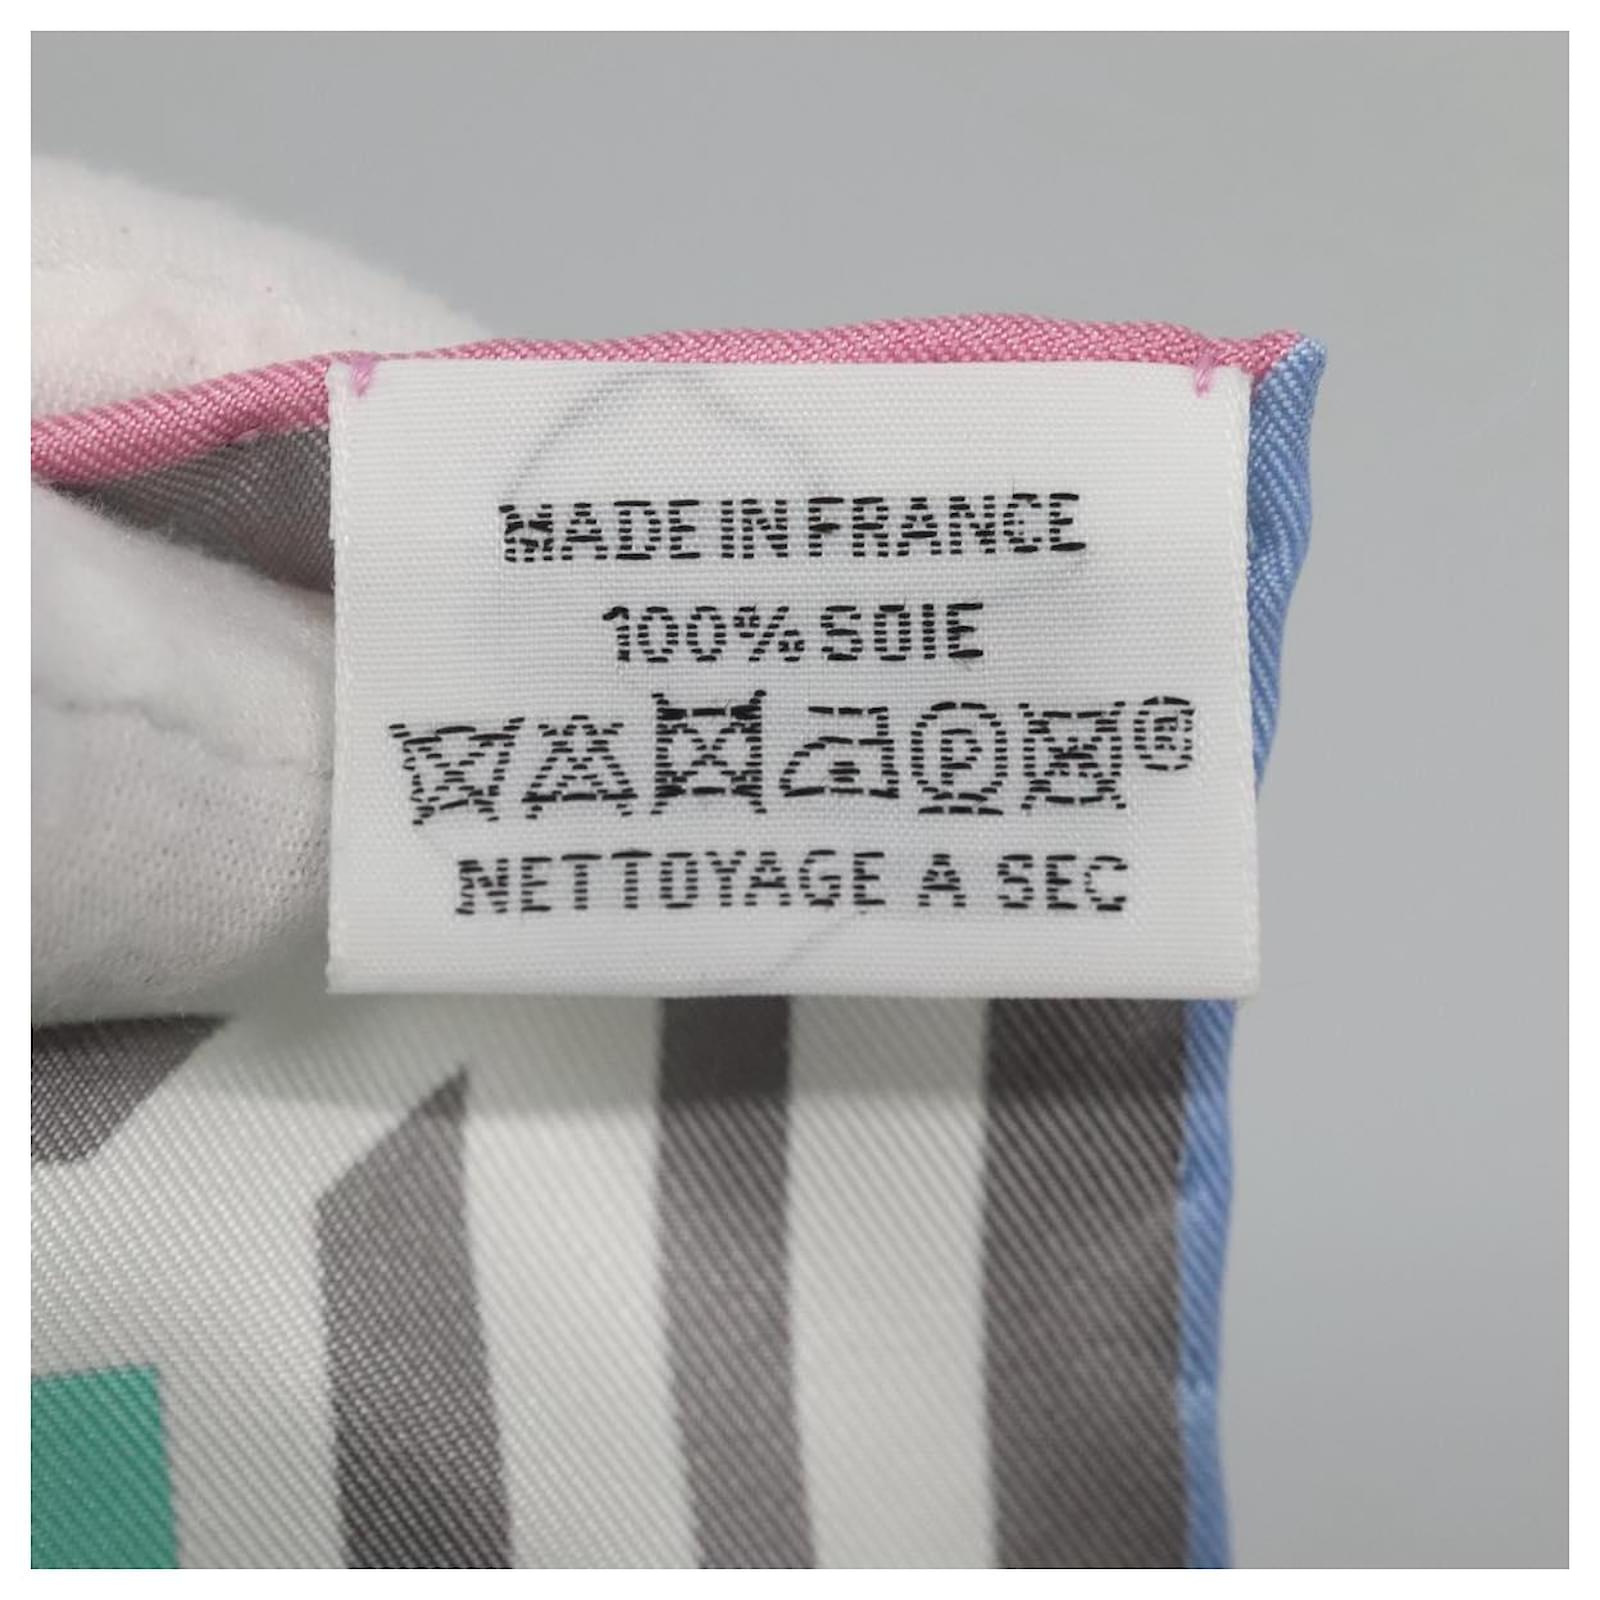 MADE IN FRANCE
100% SOIE
P ®
NETTOYAGE A SEC